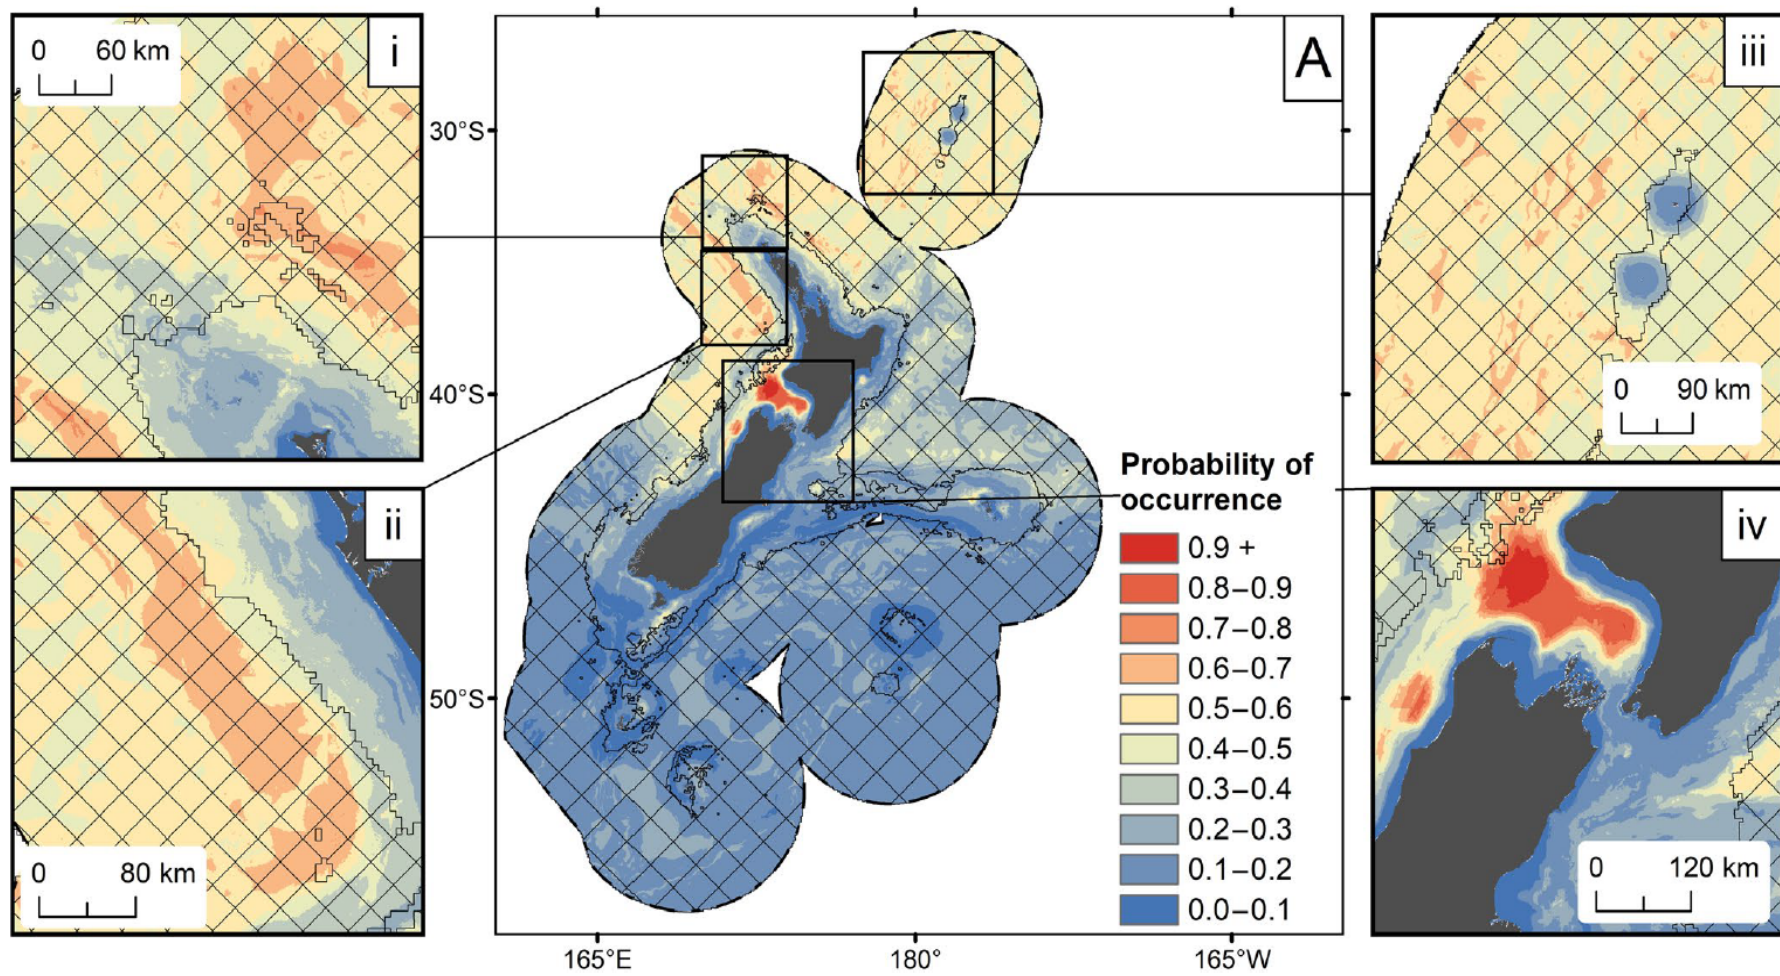 0 60 km
i
A
iii
30°S
40°S
50°S
0 90 km
ii
0 80 km
Probability of
occurrence
0.9 +
0.8–0.9
0.7–0.8
0.6–0.7
0.5–0.6
0.4–0.5
0.3–0.4
0.2–0.3
0.1–0.2
0.0–0.1
iv
0 120 km
165°E 180° 165°W